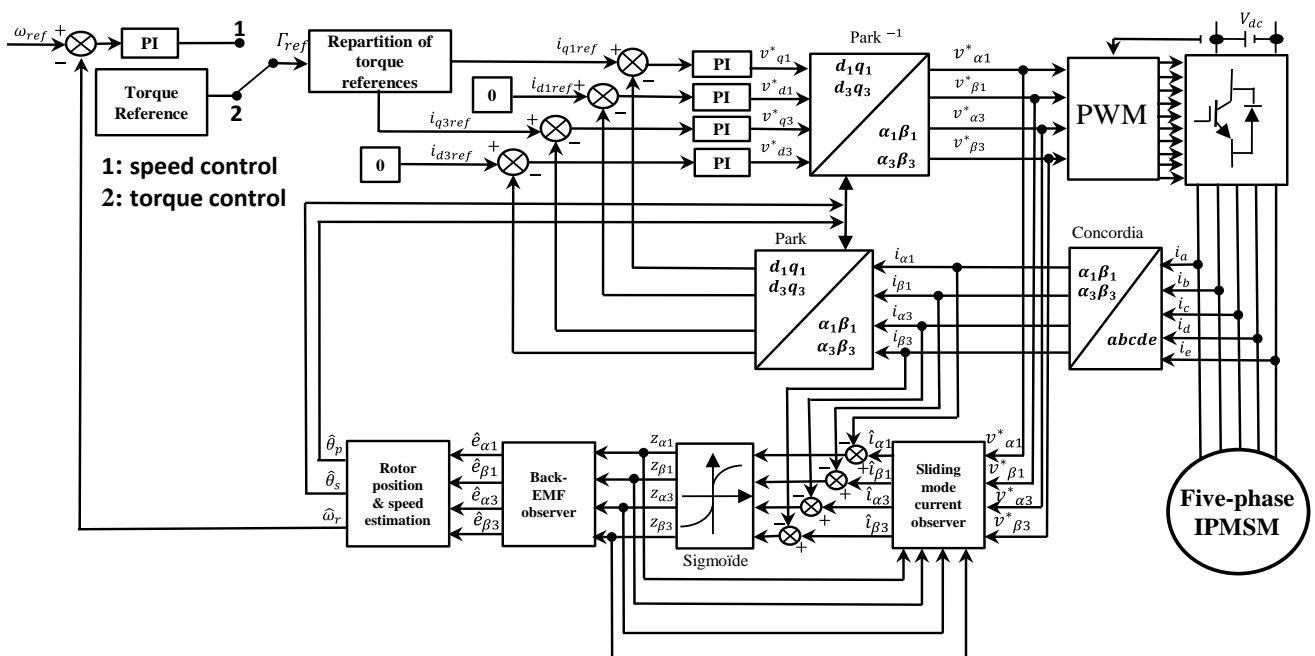 ω_ref
+
−
PI
1
Γ_ref
Torque
Reference
2
1: speed control
2: torque control
Repartition of
torque
references
i_q1ref
+
−
i_d1ref
+
−
i_q3ref
+
−
i_d3ref
+
−
0
0
PI
PI
PI
PI
v*_q1
v*_d1
v*_q3
v*_d3
Park⁻¹
d₁q₁
d₃q₃
α₁β₁
α₃β₃
v*_α1
v*_β1
v*_α3
v*_β3
PWM
V_dc
Park
d₁q₁
d₃q₃
α₁β₁
α₃β₃
i_α1
i_β1
i_α3
i_β3
Concordia
α₁β₁
α₃β₃
abcde
i_a
i_b
i_c
i_d
i_e
θ̂_p
θ̂_s
ω̂_r
Rotor
position
& speed
estimation
ê_α1
ê_β1
ê_α3
ê_β3
Back-
EMF
observer
z_α1
z_β1
z_α3
z_β3
Sigmoïde
−
+
−
+
−
+
−
+
î_α1
î_β1
î_α3
î_β3
Sliding
mode
current
observer
v*_α1
v*_β1
v*_α3
v*_β3
Five-phase
IPMSM